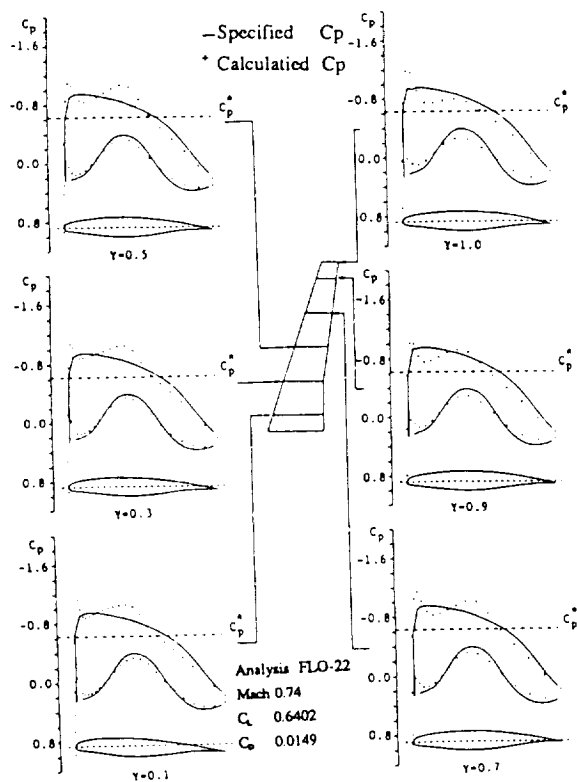 —Specified Cp
+ Calculatied Cp
Cp
-1.6
-0.8
0.0
0.8
Cp*
Y=0.5
Cp
-1.6
-0.8
0.0
0.8
Cp*
Y=1.0
Cp
-1.6
-0.8
0.0
0.8
Cp*
Y=0.3
Cp
-1.6
-0.8
0.0
0.8
Cp*
Y=0.9
Cp
-1.6
-0.8
0.0
0.8
Cp*
Y=0.1
Analysis FLO-22
Mach 0.74
CL 0.6402
CD 0.0149
Cp
-1.6
-0.8
0.0
0.8
Cp*
Y=0.7